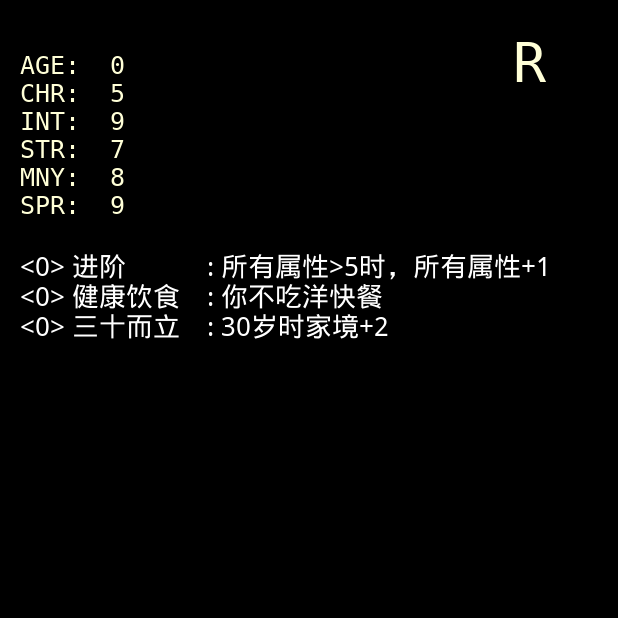 R
AGE: 0
CHR: 5
INT: 9
STR: 7
MNY: 8
SPR: 9
<0> 进阶 : 所有属性>5时，所有属性+1
<0> 健康饮食 : 你不吃洋快餐
<0> 三十而立 : 30岁时家境+2